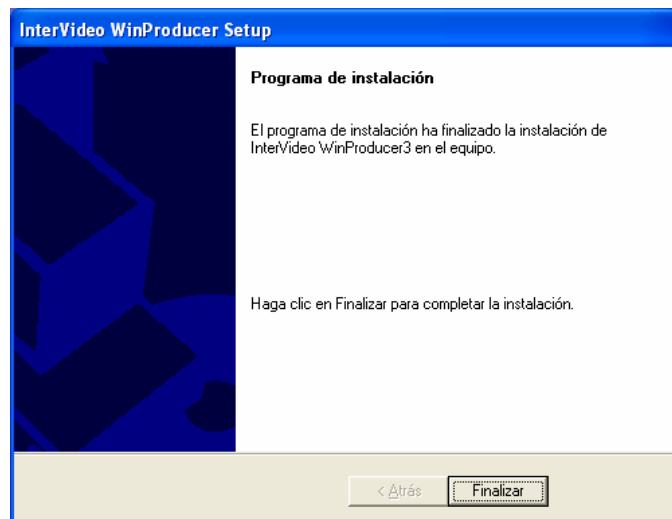 InterVideo WinProducer Setup
Programa de instalación
El programa de instalación ha finalizado la instalación de
InterVideo WinProducer3 en el equipo.
Haga clic en Finalizar para completar la instalación.
< Atrás
Finalizar